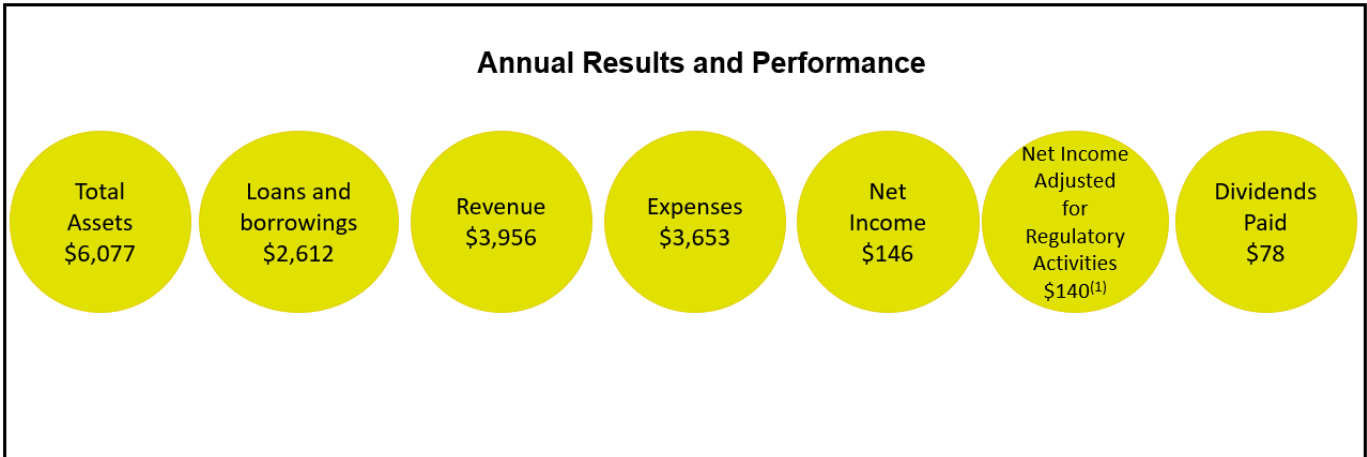 Annual Results and Performance
Total
Assets
$6,077
Loans and
borrowings
$2,612
Revenue
$3,956
Expenses
$3,653
Net
Income
$146
Net Income
Adjusted
for
Regulatory
Activities
$140(1)
Dividends
Paid
$78